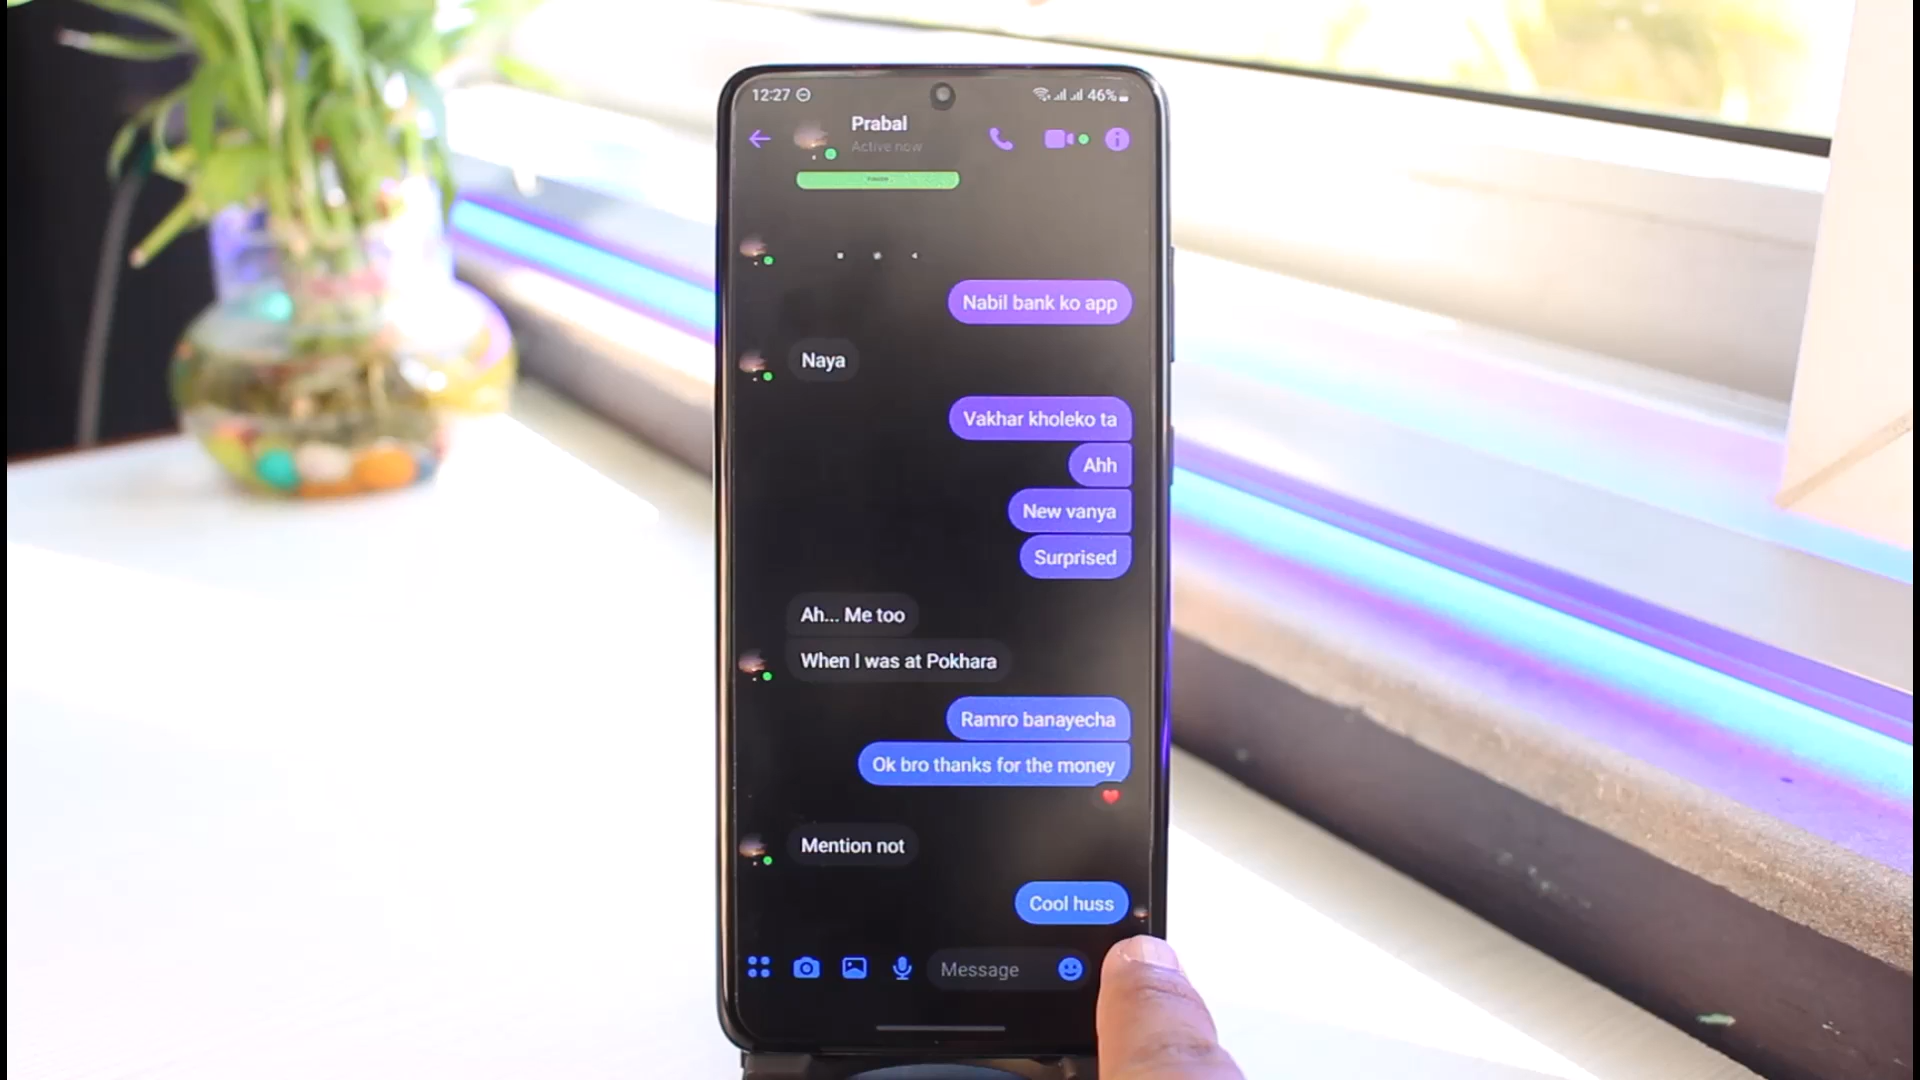 12:27
46%
Prabal
Active now
Nabil bank ko app
Naya
Vakhar kholeko ta
Ahh
New vanya
Surprised
Ah... Me too
When I was at Pokhara
Ramro banayecha
Ok bro thanks for the money
Mention not
Cool huss
Message